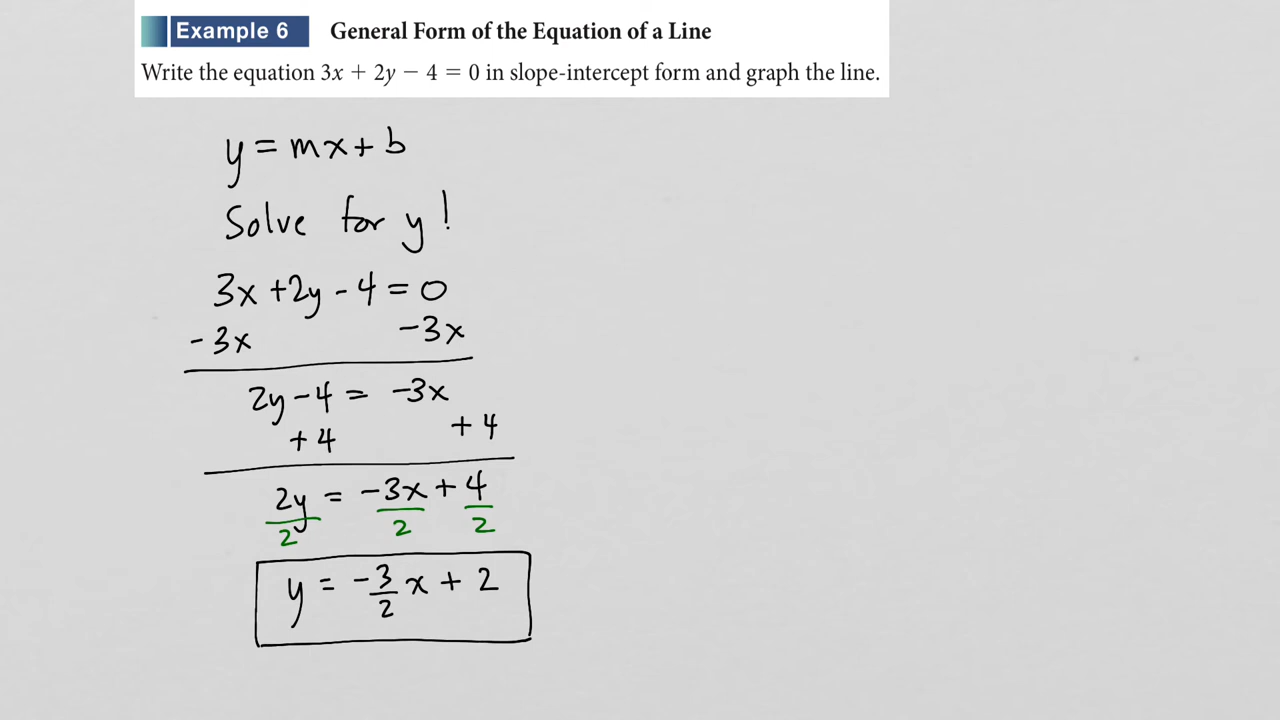 Example 6 General Form of the Equation of a Line
Write the equation 3x + 2y − 4 = 0 in slope-intercept form and graph the line.
y = mx + b
Solve for y!
3x + 2y - 4 = 0
-3x -3x
2y - 4 = -3x
+4 +4
2y = -3x + 4
2 2 2
y = -3/2 x + 2